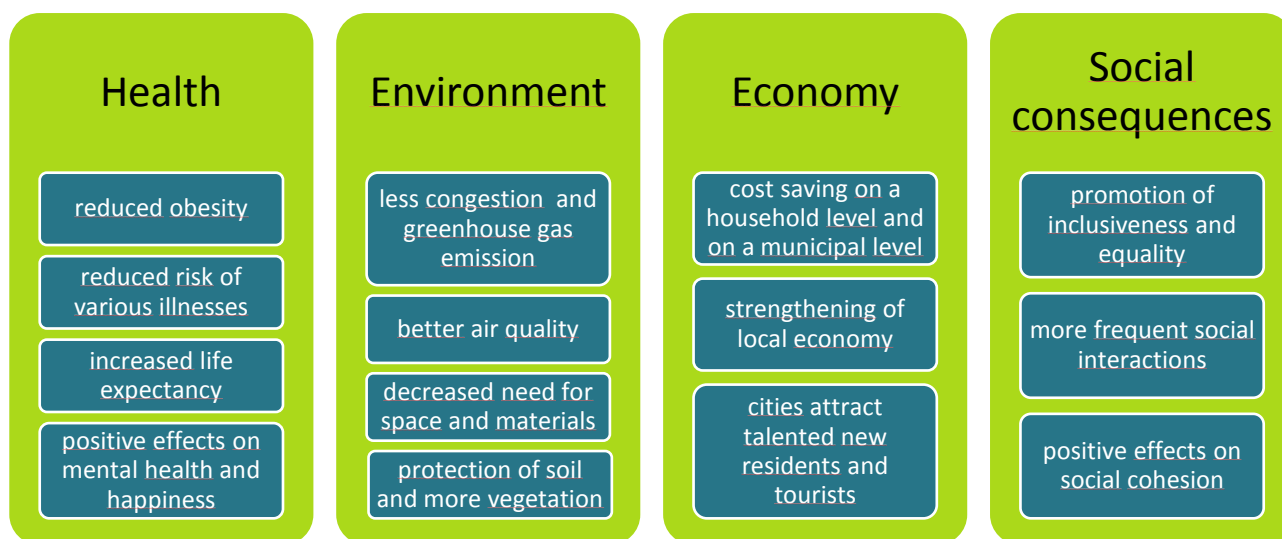 Health
reduced obesity
reduced risk of
various illnesses
increased life
expectancy
positive effects on
mental health and
happiness
Environment
less congestion and
greenhouse gas
emission
better air quality
decreased need for
space and materials
protection of soil
and more vegetation
Economy
cost saving on a
household level and
on a municipal level
strengthening of
local economy
cities attract
talented new
residents and
tourists
Social
consequences
promotion of
inclusiveness and
equality
more frequent social
interactions
positive effects on
social cohesion